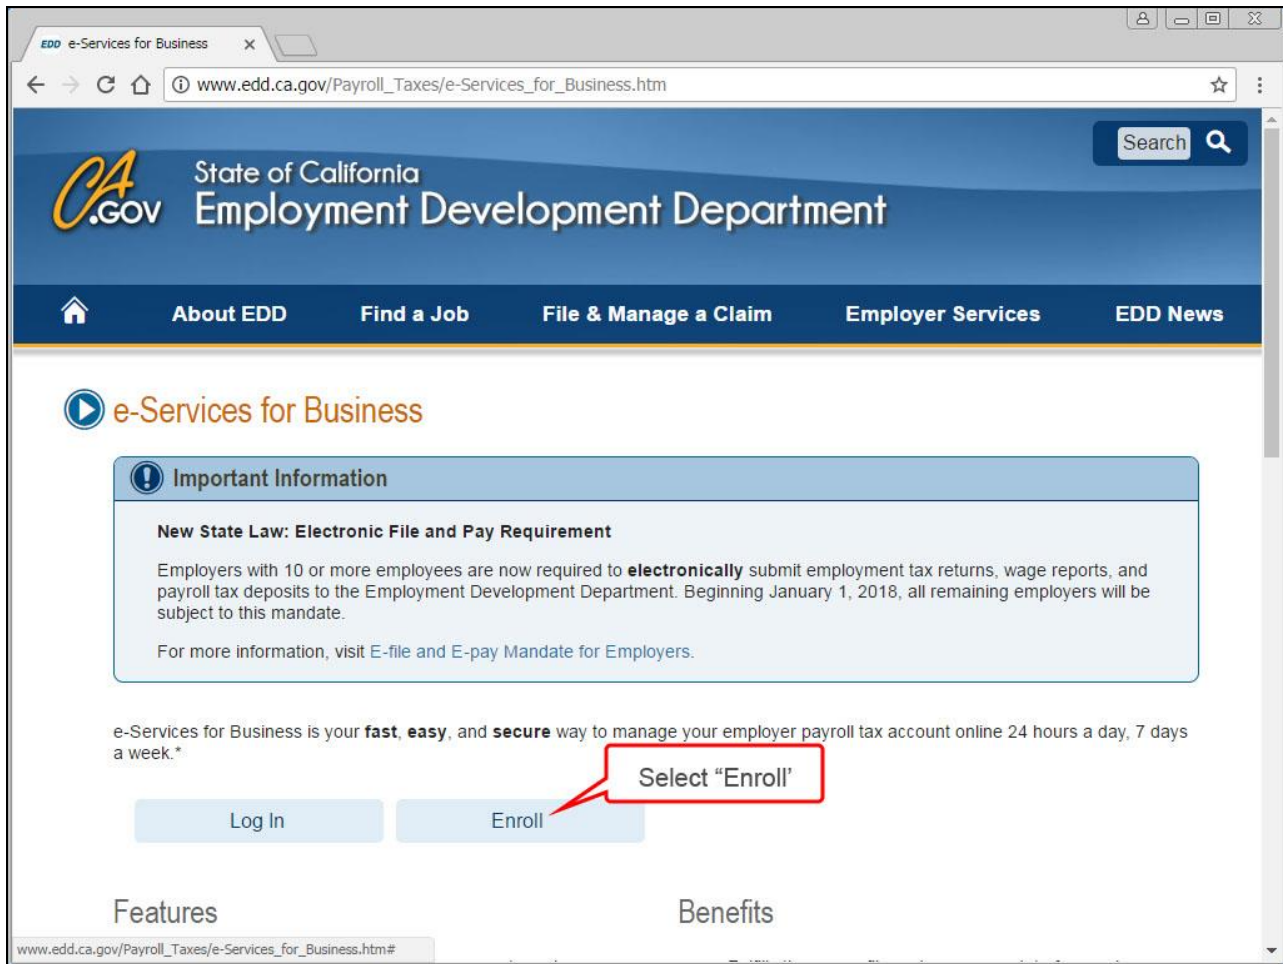 EDD e-Services for Business
www.edd.ca.gov/Payroll_Taxes/e-Services_for_Business.htm
Search
CA.GOV
State of California
Employment Development Department
About EDD Find a Job File & Manage a Claim Employer Services EDD News
e-Services for Business
Important Information
New State Law: Electronic File and Pay Requirement
Employers with 10 or more employees are now required to electronically submit employment tax returns, wage reports, and
payroll tax deposits to the Employment Development Department. Beginning January 1, 2018, all remaining employers will be
subject to this mandate.
For more information, visit E-file and E-pay Mandate for Employers.
e-Services for Business is your fast, easy, and secure way to manage your employer payroll tax account online 24 hours a day, 7 days
a week.*
Select “Enroll’
Log In Enroll
Features Benefits
www.edd.ca.gov/Payroll_Taxes/e-Services_for_Business.htm#